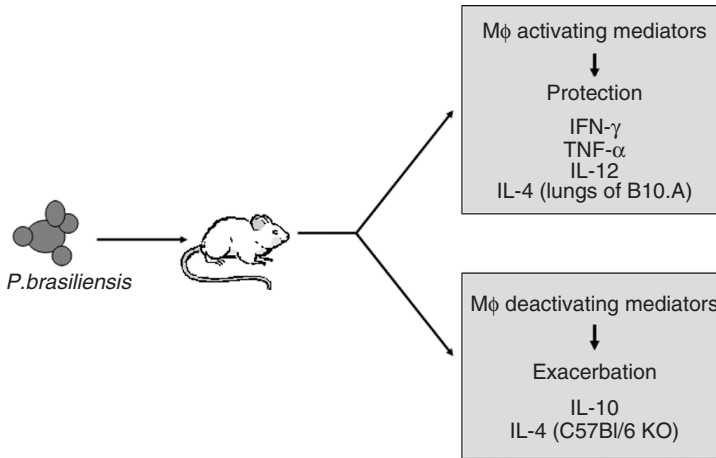 P.brasiliensis
Mϕ activating mediators
Protection
IFN-γ
TNF-α
IL-12
IL-4 (lungs of B10.A)
Mϕ deactivating mediators
Exacerbation
IL-10
IL-4 (C57Bl/6 KO)